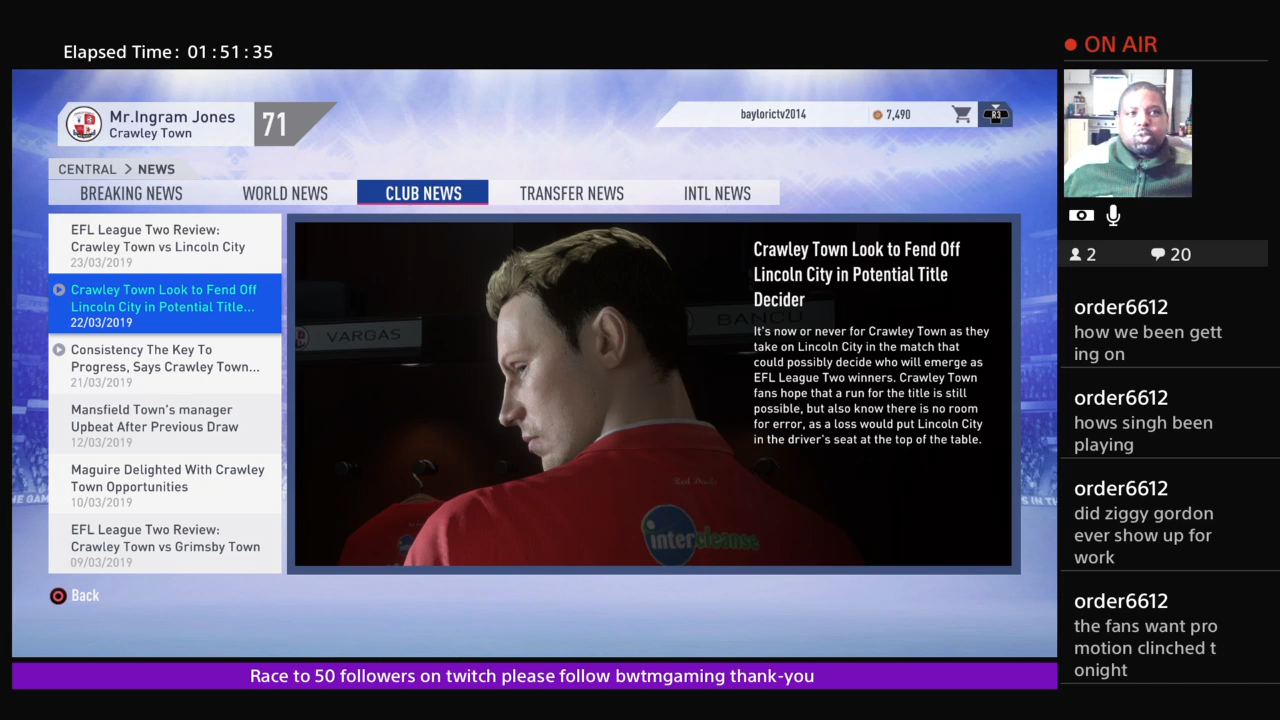 Elapsed Time: 01:51:35
ON AIR
Mr.Ingram Jones
Crawley Town
71
baylorictv2014
7,490
R3
CENTRAL > NEWS
BREAKING NEWS
WORLD NEWS
CLUB NEWS
TRANSFER NEWS
INTL NEWS
EFL League Two Review:
Crawley Town vs Lincoln City
23/03/2019
Crawley Town Look to Fend Off
Lincoln City in Potential Title...
22/03/2019
Consistency The Key To
Progress, Says Crawley Town...
21/03/2019
Mansfield Town's manager
Upbeat After Previous Draw
12/03/2019
Maguire Delighted With Crawley
Town Opportunities
10/03/2019
EFL League Two Review:
Crawley Town vs Grimsby Town
09/03/2019
VARGAS
BANCU
Red Devils
intercleanse
Crawley Town Look to Fend Off
Lincoln City in Potential Title
Decider
It's now or never for Crawley Town as they
take on Lincoln City in the match that
could possibly decide who will emerge as
EFL League Two winners. Crawley Town
fans hope that a run for the title is still
possible, but also know there is no room
for error, as a loss would put Lincoln City
in the driver's seat at the top of the table.
Back
2
20
order6612
how we been gett
ing on
order6612
hows singh been
playing
order6612
did ziggy gordon
ever show up for
work
order6612
the fans want pro
motion clinched t
onight
Race to 50 followers on twitch please follow bwtmgaming thank-you